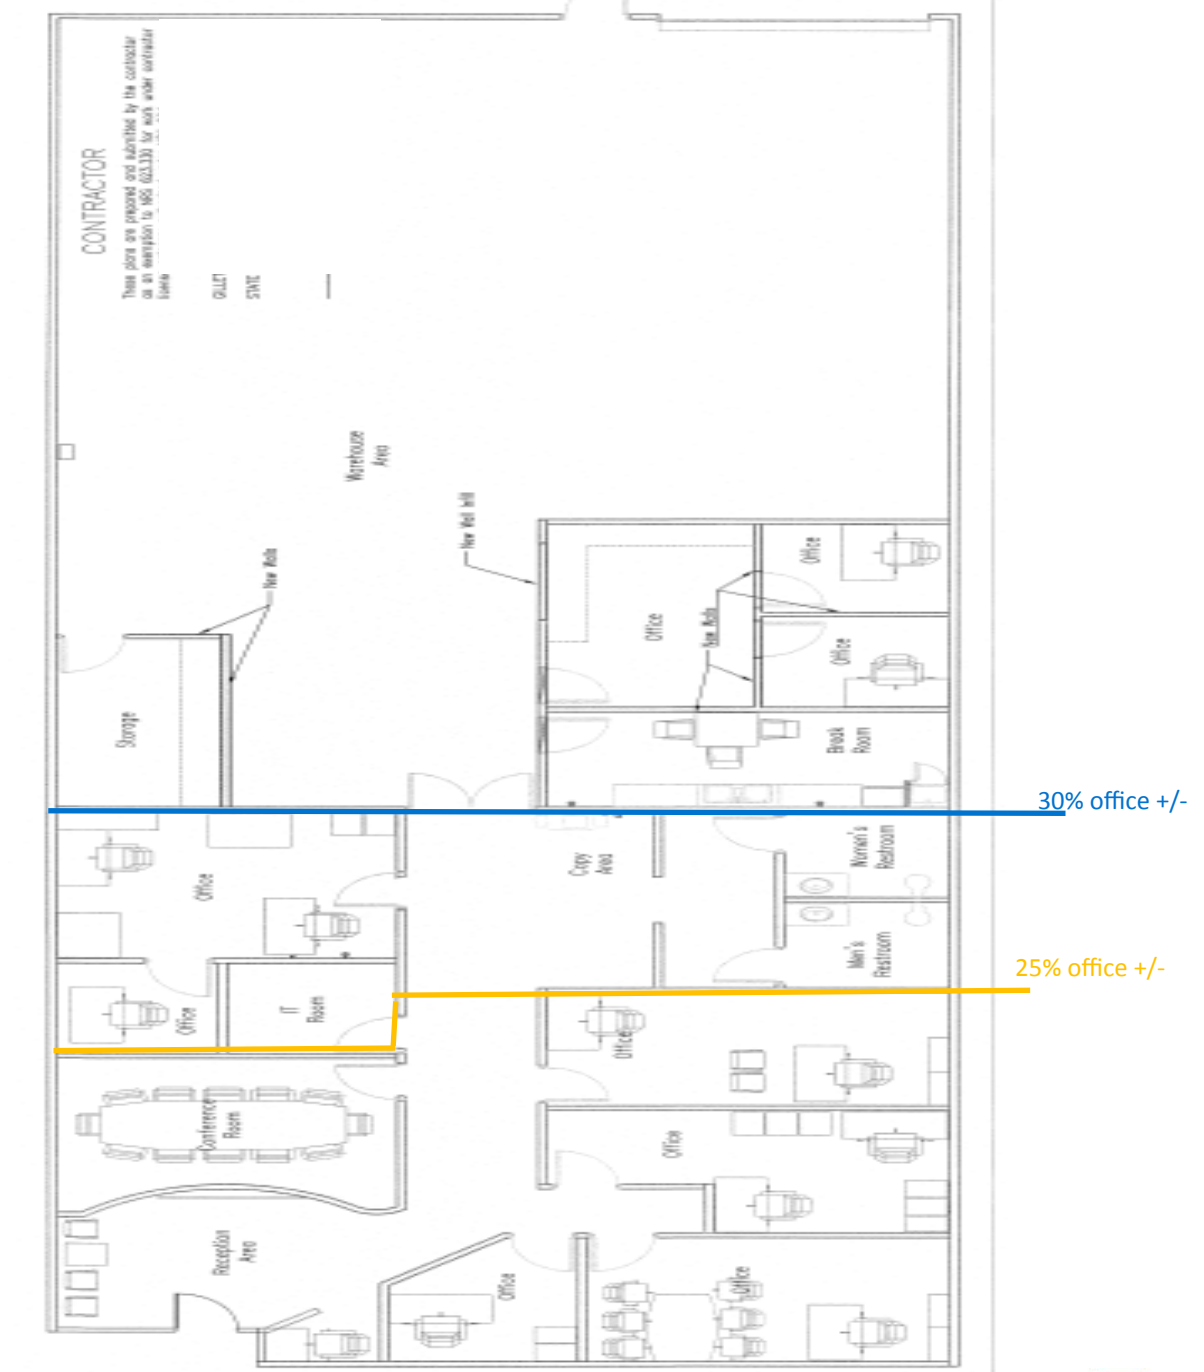 CONTRACTOR
These plans are prepared and submitted by the contractor
as an exemption to NRS 623.330 for work under contractor
license
GILLET
STATE
Warehouse
Area
New Wall Infill
New Walls
Office
Office
New Walls
Office
Storage
Break
Room
30% office +/-
Office
Copy
Area
Women's
Restroom
Men's
Restroom
25% office +/-
Office
IT
Room
Office
Conference
Room
Office
Reception
Area
Office
Office